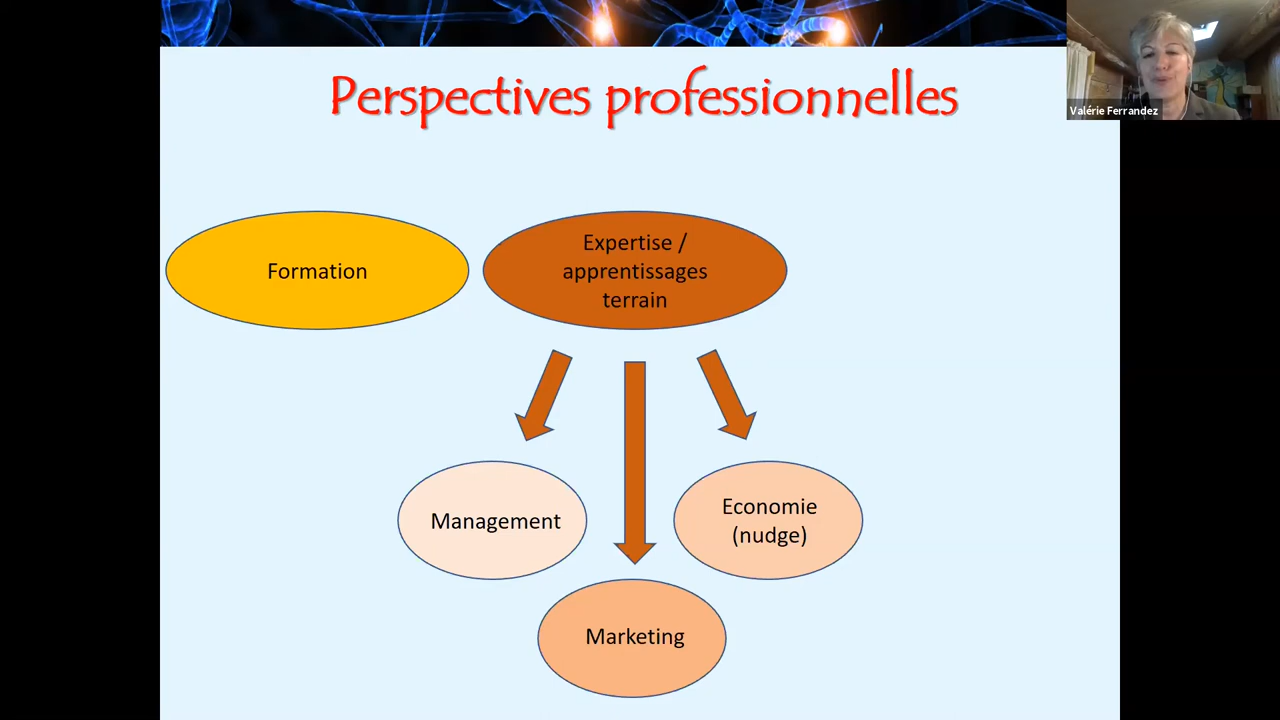 Perspectives professionnelles
Valérie Ferrandez
Formation
Expertise /
apprentissages
terrain
Management
Economie
(nudge)
Marketing